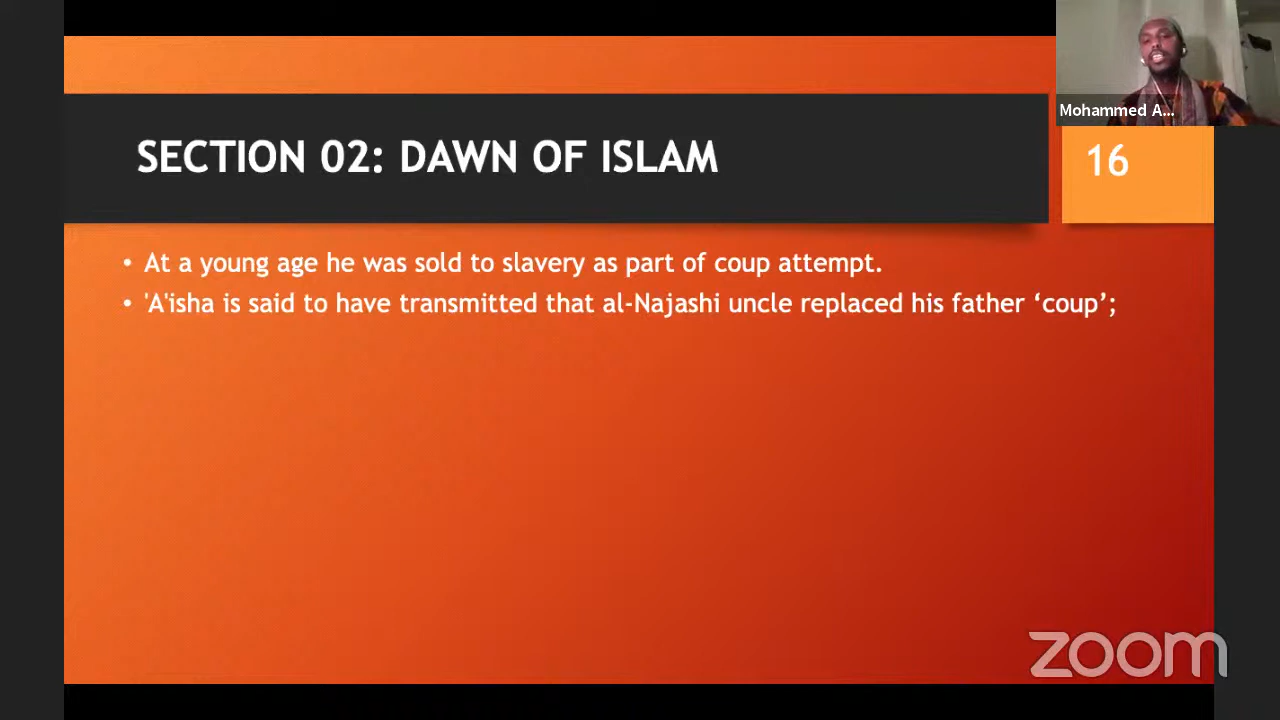 Mohammed A...
SECTION 02: DAWN OF ISLAM
16
• At a young age he was sold to slavery as part of coup attempt.
• 'A'isha is said to have transmitted that al-Najashi uncle replaced his father ‘coup’;
zoom